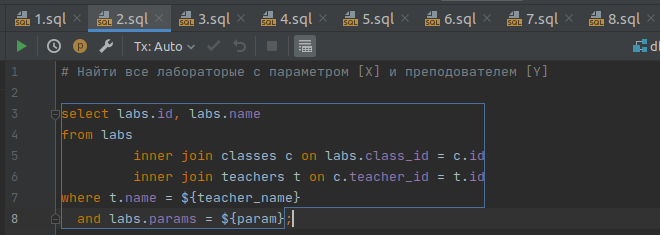 1.sql 2.sql 3.sql 4.sql 5.sql 6.sql 7.sql 8.sql
Tx: Auto
1 # Найти все лабораторые с параметром [X] и преподователем [Y]
2
3 select labs.id, labs.name
4 from labs
5 inner join classes c on labs.class_id = c.id
6 inner join teachers t on c.teacher_id = t.id
7 where t.name = ${teacher_name}
8 and labs.params = ${param};